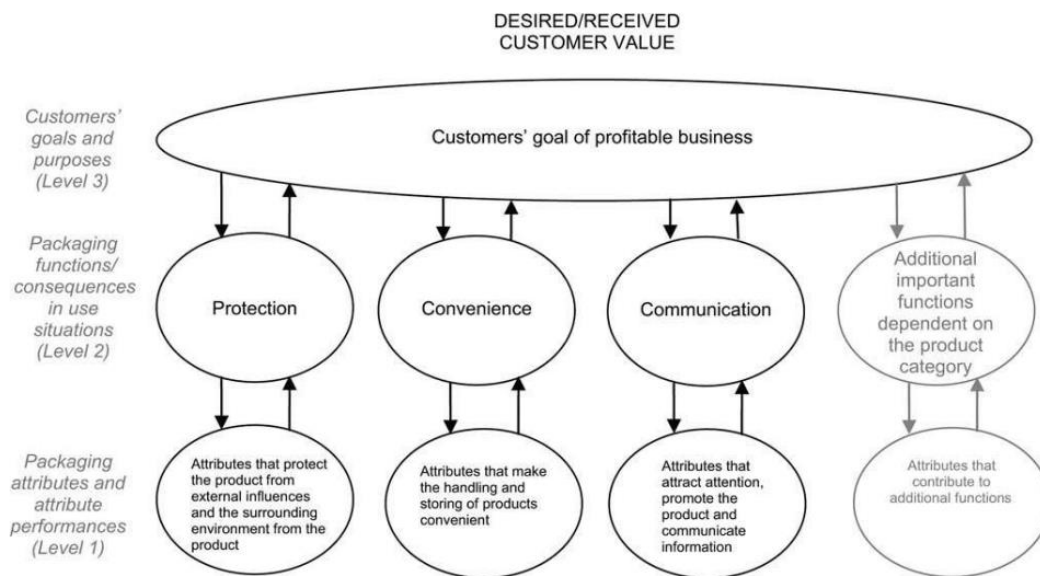 DESIRED/RECEIVED
CUSTOMER VALUE
Customers’
goals and
purposes
(Level 3)
Customers’ goal of profitable business
Packaging
functions/
consequences
in use
situations
(Level 2)
Protection
Convenience
Communication
Additional
important
functions
dependent on
the product
category
Packaging
attributes and
attribute
performances
(Level 1)
Attributes that protect
the product from
external influences
and the surrounding
environment from the
product
Attributes that make
the handling and
storing of products
convenient
Attributes that
attract attention,
promote the
product and
communicate
information
Attributes that
contribute to
additional functions